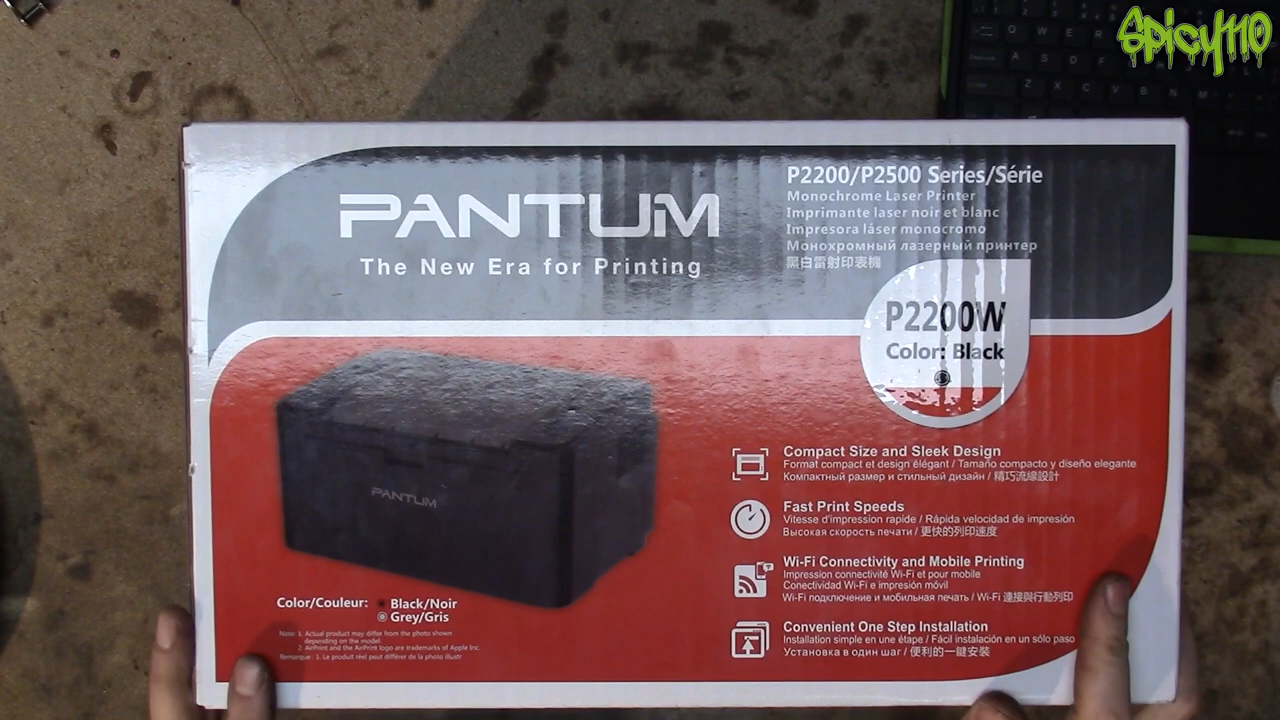 SPICY110
Q W E R
A S D F
Z X C V B N M
PANTUM
The New Era for Printing
P2200/P2500 Series/Série
Monochrome Laser Printer
Imprimante laser noir et blanc
Impresora láser monocromo
Монохромный лазерный принтер
黑白雷射印表機
P2200W
Color: Black
PANTUM
Compact Size and Sleek Design
Format compact et design élégant / Tamaño compacto y diseño elegante
Компактный размер и стильный дизайн / 精巧流線設計
Fast Print Speeds
Vitesse d'impression rapide / Rápida velocidad de impresión
Высокая скорость печати / 更快的列印速度
Wi-Fi Connectivity and Mobile Printing
Impression connectivité Wi-Fi et pour mobile
Conectividad Wi-Fi e impresión móvil
Wi-Fi подключение и мобильная печать / Wi-Fi 連接與行動列印
Convenient One Step Installation
Installation simple en une étape / Fácil instalación en un sólo paso
Установка в один шаг / 便利的一鍵安裝
Color/Couleur: Black/Noir
Grey/Gris
Note: 1. Actual product may differ from the photo shown
depending on the model.
2. AirPrint and the AirPrint logo are trademarks of Apple Inc.
Remarque : 1. Le produit réel peut différer de la photo illustr